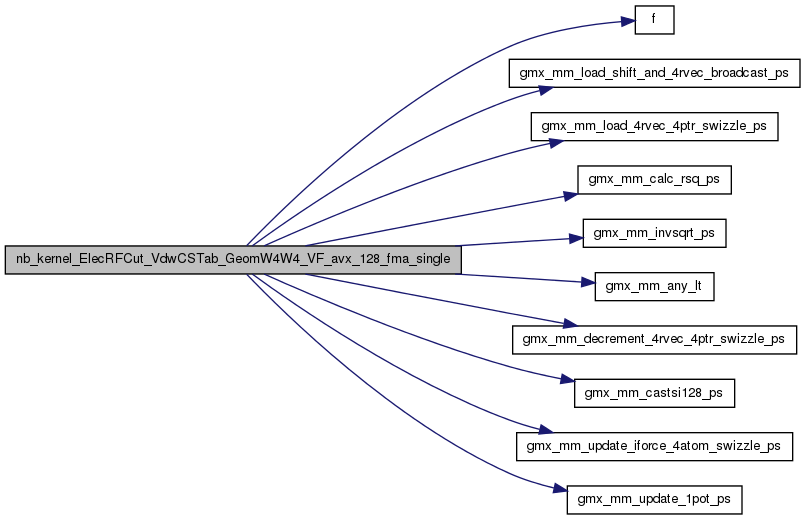 f
gmx_mm_load_shift_and_4rvec_broadcast_ps
gmx_mm_load_4rvec_4ptr_swizzle_ps
gmx_mm_calc_rsq_ps
gmx_mm_invsqrt_ps
nb_kernel_ElecRFCut_VdwCSTab_GeomW4W4_VF_avx_128_fma_single
gmx_mm_any_lt
gmx_mm_decrement_4rvec_4ptr_swizzle_ps
gmx_mm_castsi128_ps
gmx_mm_update_iforce_4atom_swizzle_ps
gmx_mm_update_1pot_ps